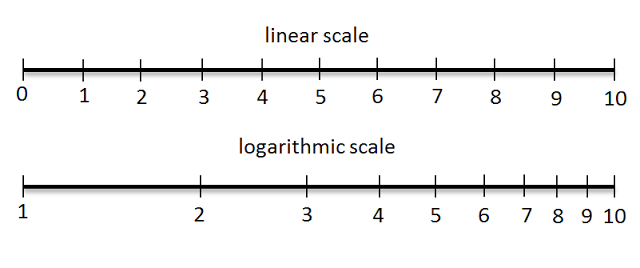 linear scale
0 1 2 3 4 5 6 7 8 9 10
logarithmic scale
1 2 3 4 5 6 7 8 9 10